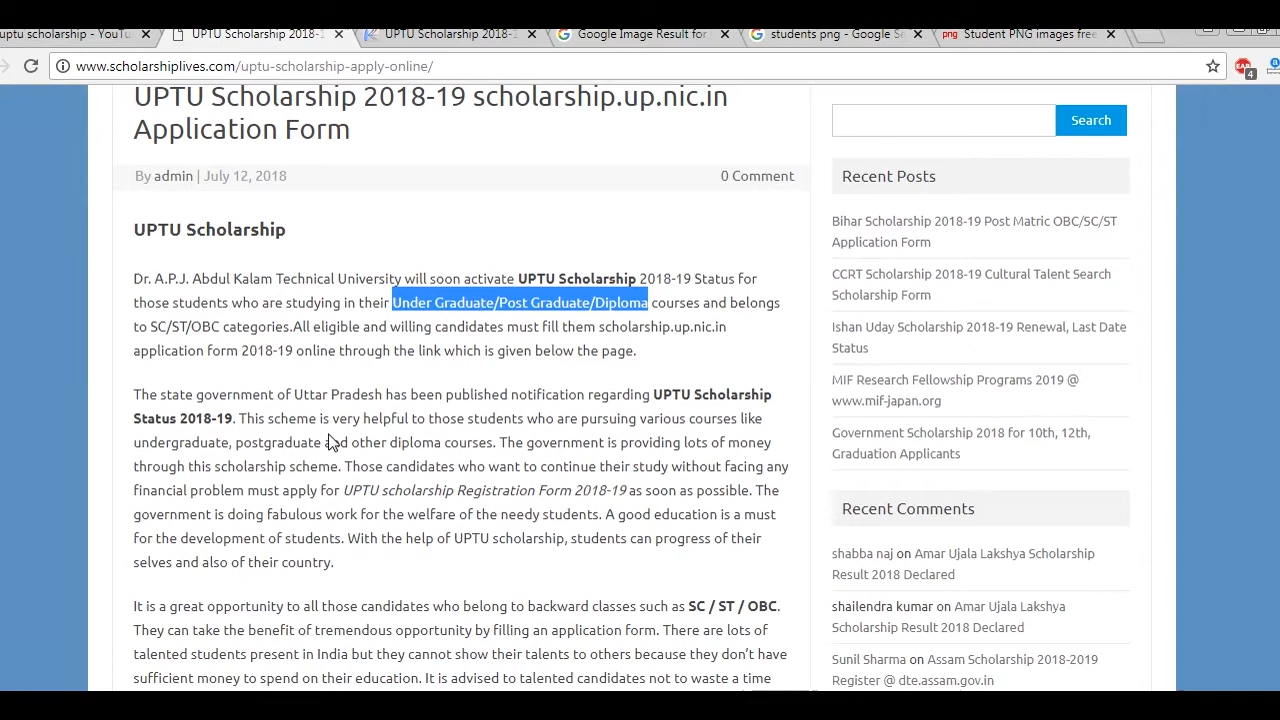 uptu scholarship - YouTu
UPTU Scholarship 2018-1
UPTU Scholarship 2018-
Google Image Result for
students png - Google Se
png Student PNG images free
www.scholarshiplives.com/uptu-scholarship-apply-online/
4
UPTU Scholarship 2018-19 scholarship.up.nic.in
Application Form
By admin | July 12, 2018
0 Comment
UPTU Scholarship
Dr. A.P.J. Abdul Kalam Technical University will soon activate UPTU Scholarship 2018-19 Status for
those students who are studying in their Under Graduate/Post Graduate/Diploma courses and belongs
to SC/ST/OBC categories.All eligible and willing candidates must fill them scholarship.up.nic.in
application form 2018-19 online through the link which is given below the page.
The state government of Uttar Pradesh has been published notification regarding UPTU Scholarship
Status 2018-19. This scheme is very helpful to those students who are pursuing various courses like
undergraduate, postgraduate and other diploma courses. The government is providing lots of money
through this scholarship scheme. Those candidates who want to continue their study without facing any
financial problem must apply for UPTU scholarship Registration Form 2018-19 as soon as possible. The
government is doing fabulous work for the welfare of the needy students. A good education is a must
for the development of students. With the help of UPTU scholarship, students can progress of their
selves and also of their country.
It is a great opportunity to all those candidates who belong to backward classes such as SC / ST / OBC.
They can take the benefit of tremendous opportunity by filling an application form. There are lots of
talented students present in India but they cannot show their talents to others because they don't have
sufficient money to spend on their education. It is advised to talented candidates not to waste a time
Search
Recent Posts
Bihar Scholarship 2018-19 Post Matric OBC/SC/ST
Application Form
CCRT Scholarship 2018-19 Cultural Talent Search
Scholarship Form
Ishan Uday Scholarship 2018-19 Renewal, Last Date
Status
MIF Research Fellowship Programs 2019 @
www.mif-japan.org
Government Scholarship 2018 for 10th, 12th,
Graduation Applicants
Recent Comments
shabba naj on Amar Ujala Lakshya Scholarship
Result 2018 Declared
shailendra kumar on Amar Ujala Lakshya
Scholarship Result 2018 Declared
Sunil Sharma on Assam Scholarship 2018-2019
Register @ dte.assam.gov.in